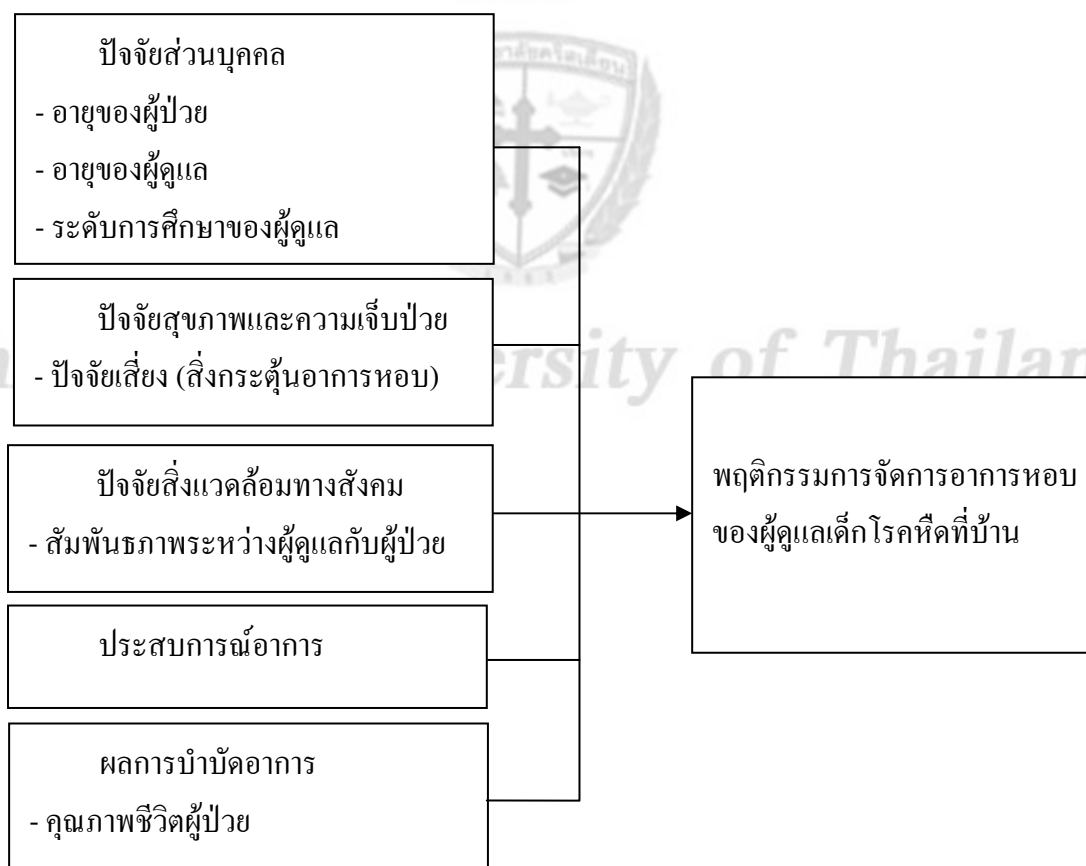 ปัจจัยส่วนบุคคล
- อายุของผู้ป่วย
- อายุของผู้ดูแล
- ระดับการศึกษาของผู้ดูแล
ปัจจัยสุขภาพและความเจ็บป่วย
- ปัจจัยเสี่ยง (สิ่งกระตุ้นอาการหอบ)
ปัจจัยสิ่งแวดล้อมทางสังคม
- สัมพันธภาพระหว่างผู้ดูแลกับผู้ป่วย
ประสบการณ์อาการ
ผลการบำบัดอาการ
- คุณภาพชีวิตผู้ป่วย
พฤติกรรมการจัดการอาการหอบ
ของผู้ดูแลเด็กโรคหืดที่บ้าน
of Thailan